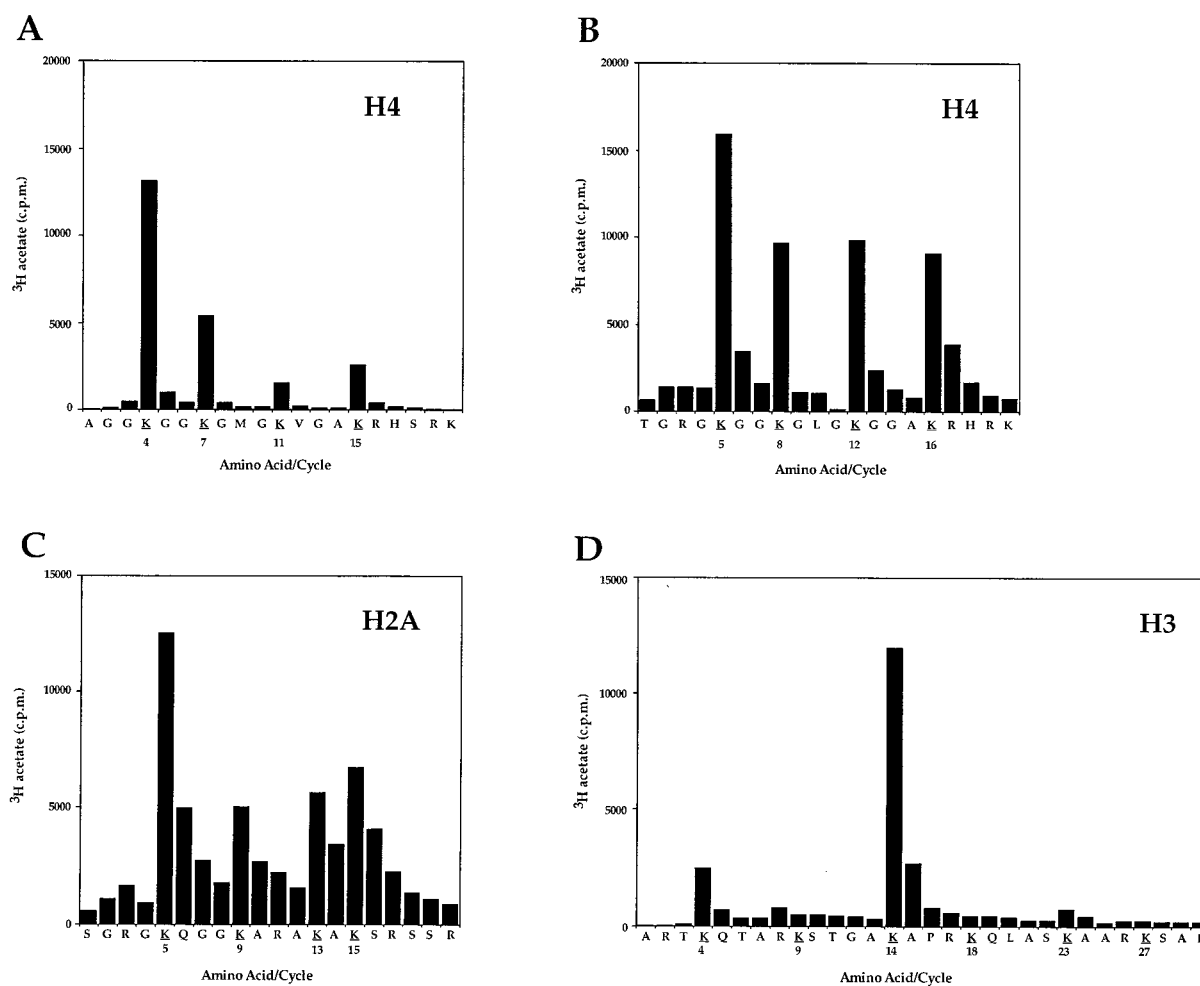 A
H4
20000
15000
10000
5000
0
³H acetate (c.p.m.)
A G G K G G K G M G K V G A K R H S R K
4 7 11 15
Amino Acid/Cycle
B
H4
20000
15000
10000
5000
0
³H acetate (c.p.m.)
T G R G K G G K G L G K G G A K R H R K
5 8 12 16
Amino Acid/Cycle
C
H2A
15000
10000
5000
0
³H acetate (c.p.m.)
S G R G K Q G G K A R A K A K S R S S R
5 9 13 15
Amino Acid/Cycle
D
H3
15000
10000
5000
0
³H acetate (c.p.m.)
A R T K Q T A R K S T G A K A P R K Q L A S K A A R K S A
4 9 14 18 23 27
Amino Acid/Cycle